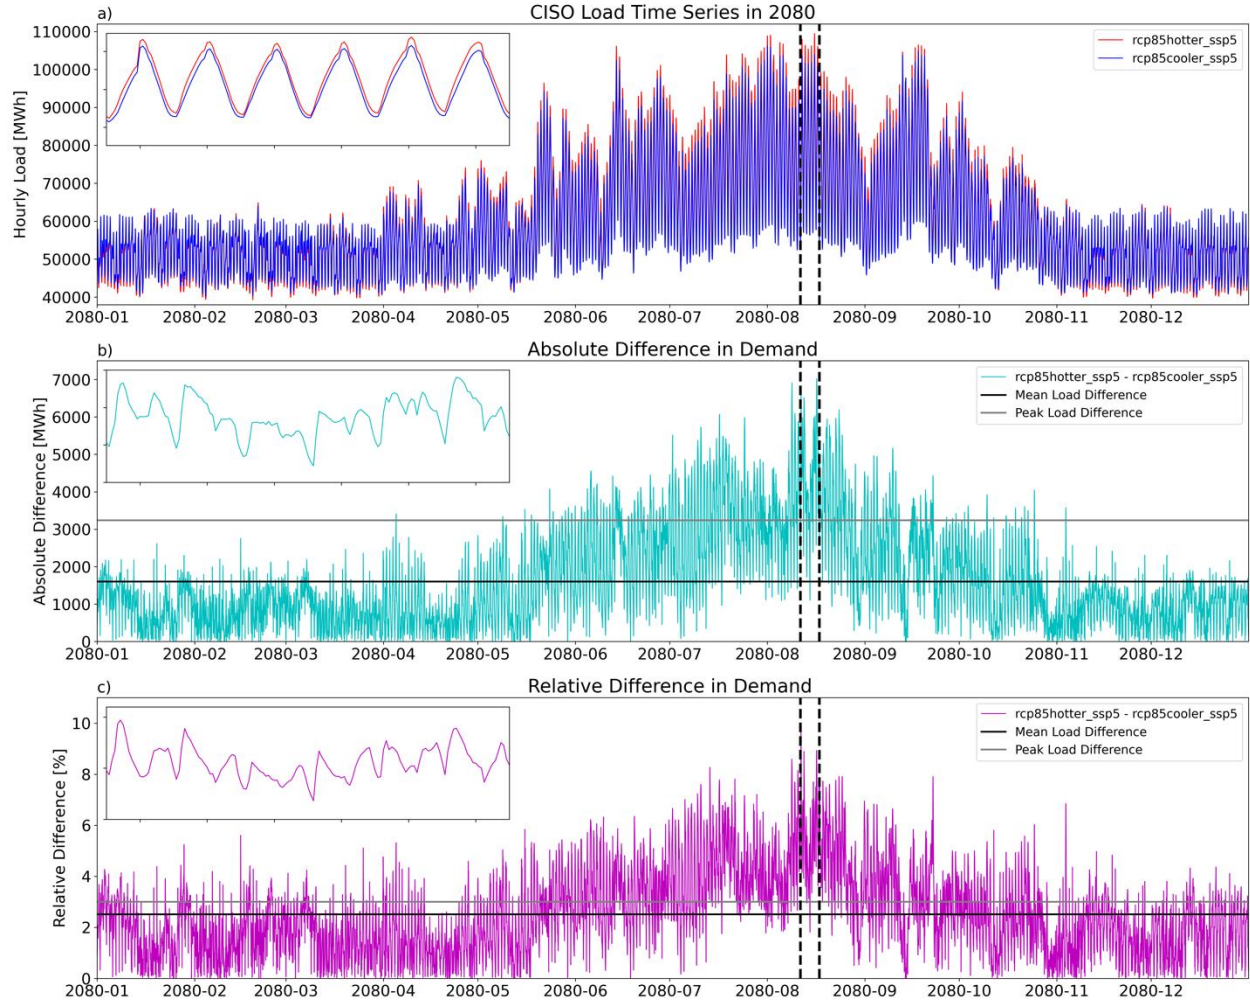 a)
CISO Load Time Series in 2080
Hourly Load [MWh]
110000
100000
90000
80000
70000
60000
50000
40000
rcp85hotter_ssp5
rcp85cooler_ssp5
2080-01 2080-02 2080-03 2080-04 2080-05 2080-06 2080-07 2080-08 2080-09 2080-10 2080-11 2080-12
b)
Absolute Difference in Demand
Absolute Difference [MWh]
7000
6000
5000
4000
3000
2000
1000
0
rcp85hotter_ssp5 - rcp85cooler_ssp5
Mean Load Difference
Peak Load Difference
2080-01 2080-02 2080-03 2080-04 2080-05 2080-06 2080-07 2080-08 2080-09 2080-10 2080-11 2080-12
c)
Relative Difference in Demand
Relative Difference [%]
10
8
6
4
2
0
rcp85hotter_ssp5 - rcp85cooler_ssp5
Mean Load Difference
Peak Load Difference
2080-01 2080-02 2080-03 2080-04 2080-05 2080-06 2080-07 2080-08 2080-09 2080-10 2080-11 2080-12